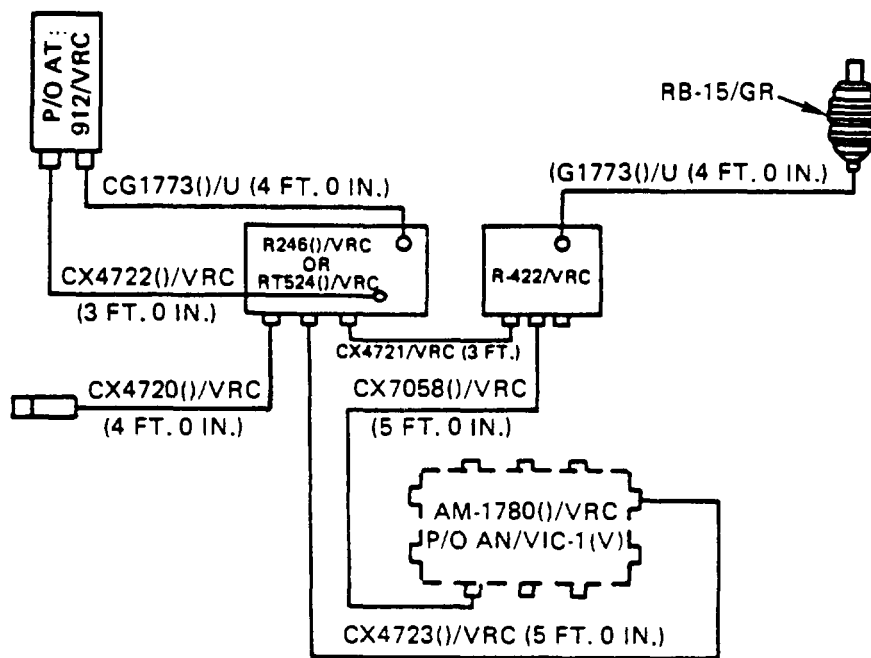 P/O AT:
912/VRC
RB-15/GR
CG1773()/U (4 FT. 0 IN.)
(G1773()/U (4 FT. 0 IN.)
R246()/VRC
OR
RT524()/VRC
R-422/VRC
CX4722()/VRC
(3 FT. 0 IN.)
CX4721/VRC (3 FT.)
CX4720()/VRC
(4 FT. 0 IN.)
CX7058()/VRC
(5 FT. 0 IN.)
AM-1780()/VRC
P/O AN/VIC-1(V)
CX4723()/VRC (5 FT. 0 IN.)